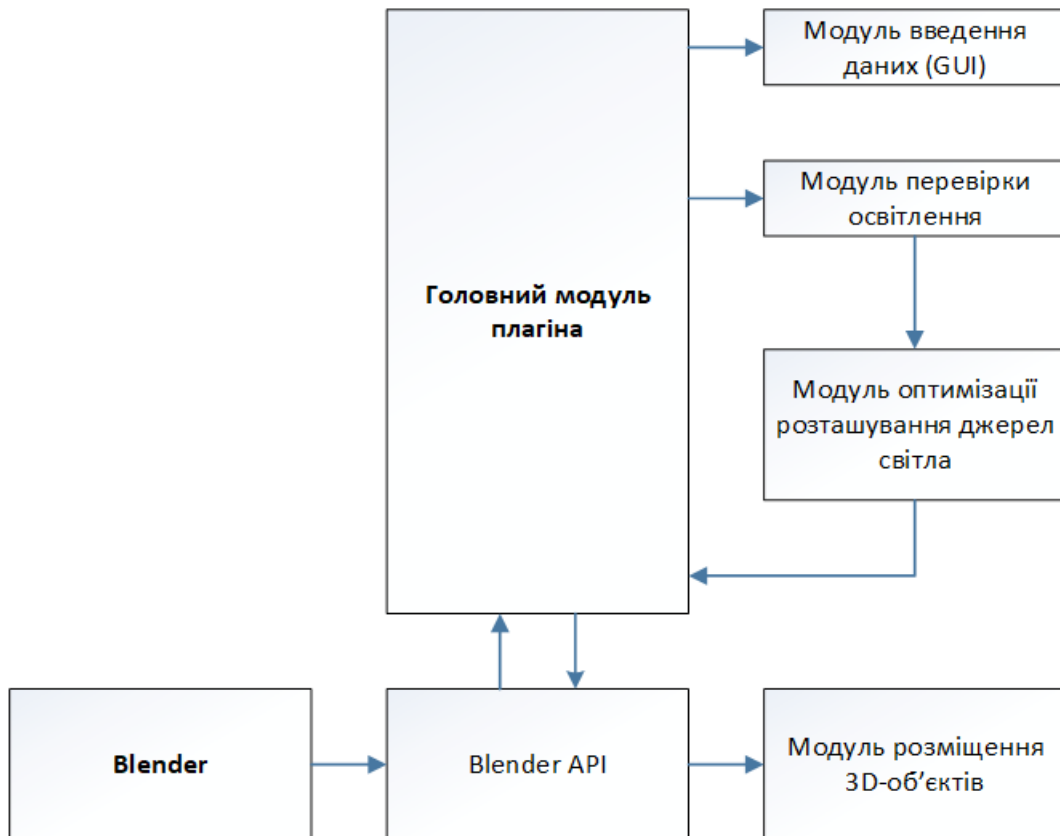 Модуль введення
даних (GUI)
Модуль перевірки
освітлення
Головний модуль
плагіна
Модуль оптимізації
розташування джерел
світла
Blender
Blender API
Модуль розміщення
3D-об’єктів